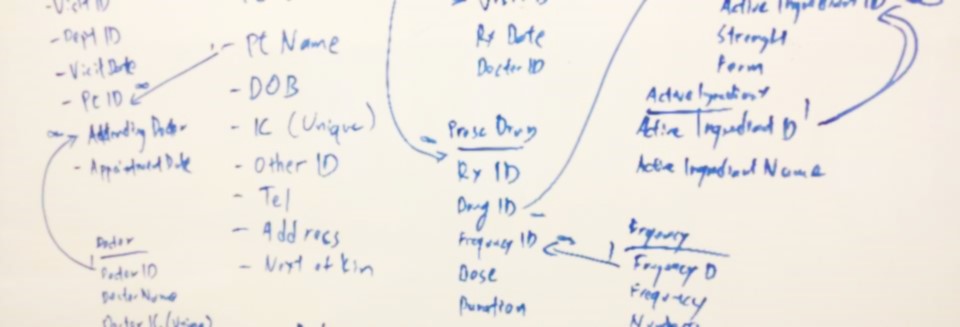 - Visit ID
- Dept ID
- Visit Date
- Pt ID
Attending Doctor
- Appointment Date
Doctor
Doctor ID
Doctor Name
Doctor IC (Unique)
- Pt Name
- DOB
- IC (Unique)
- Other ID
- Tel
- Address
- Next of kin
Visit ID
Rx Date
Doctor ID
Presc Drug
Rx ID
Drug ID
Frequency ID
Dose
Duration
Active Ingredient ID
Strenght
Form
Active Ingredient
Active Ingredient ID
Active Ingredient Name
Frequency
Frequency ID
Frequency